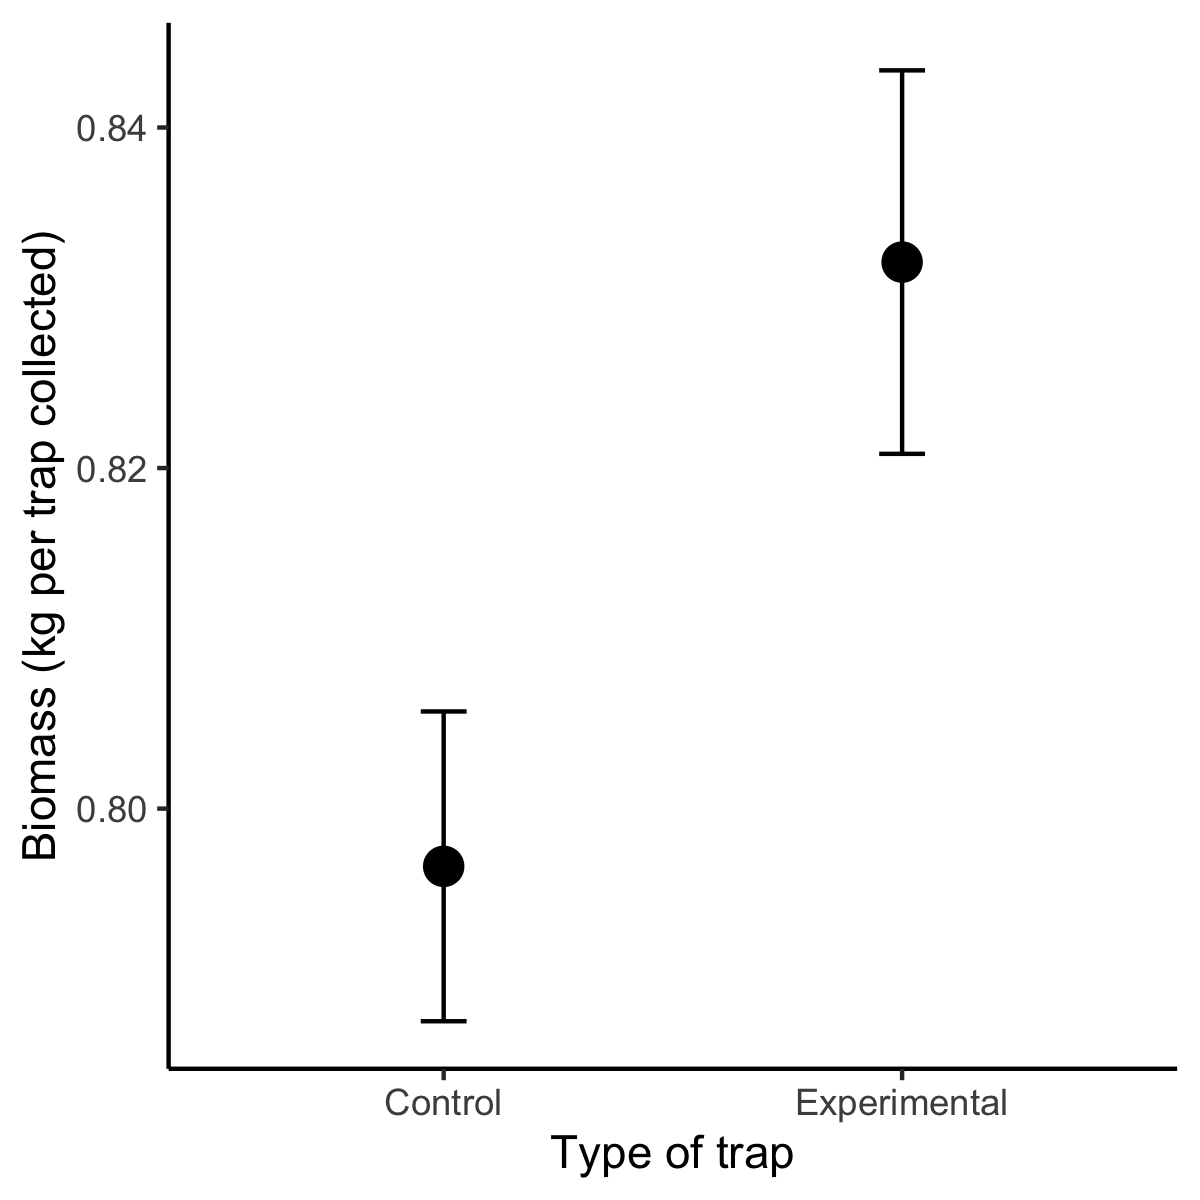 Biomass (kg per trap collected)
0.84
0.82
0.80
Control
Experimental
Type of trap